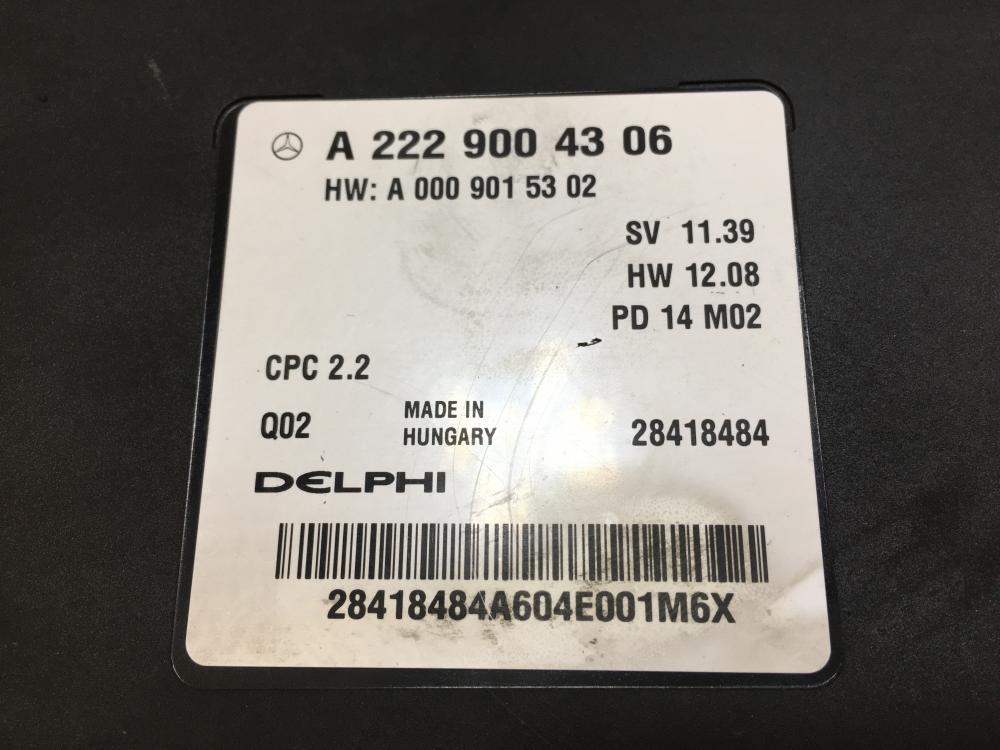 A 222 900 43 06
HW: A 000 901 53 02
SV 11.39
HW 12.08
PD 14 M02
CPC 2.2
Q02
MADE IN
HUNGARY
28418484
DELPHI
28418484A604E001M6X